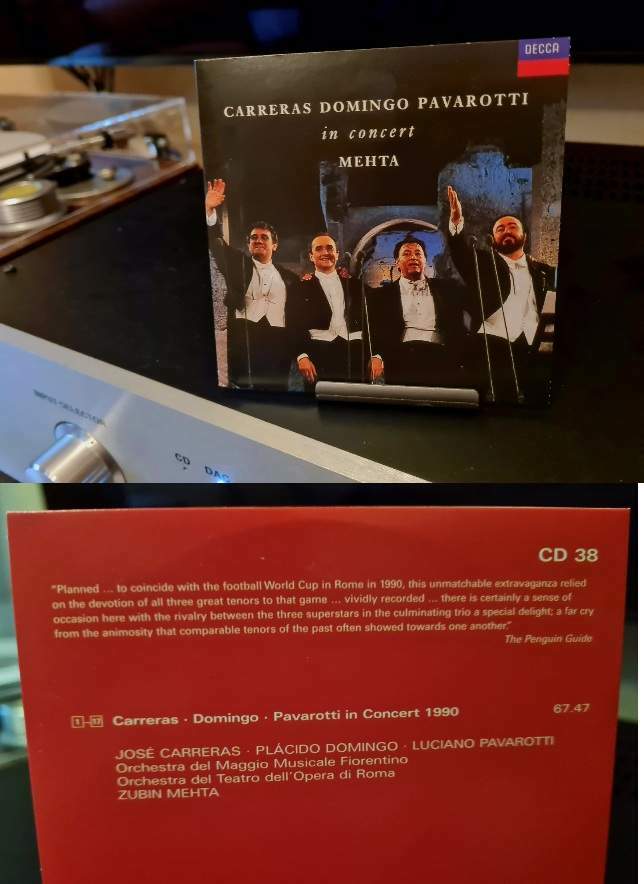 DECCA
CARRERAS DOMINGO PAVAROTTI
in concert
MEHTA
INPUT SELECTOR
CD DAC
CD 38
"Planned ... to coincide with the football World Cup in Rome in 1990, this unmatchable extravaganza relied
on the devotion of all three great tenors to that game ... vividly recorded ... there is certainly a sense of
occasion here with the rivalry between the three superstars in the culminating trio a special delight; a far cry
from the animosity that comparable tenors of the past often showed towards one another."
The Penguin Guide
1-17 Carreras · Domingo · Pavarotti in Concert 1990 67.47
JOSÉ CARRERAS · PLÁCIDO DOMINGO · LUCIANO PAVAROTTI
Orchestra del Maggio Musicale Fiorentino
Orchestra del Teatro dell'Opera di Roma
ZUBIN MEHTA